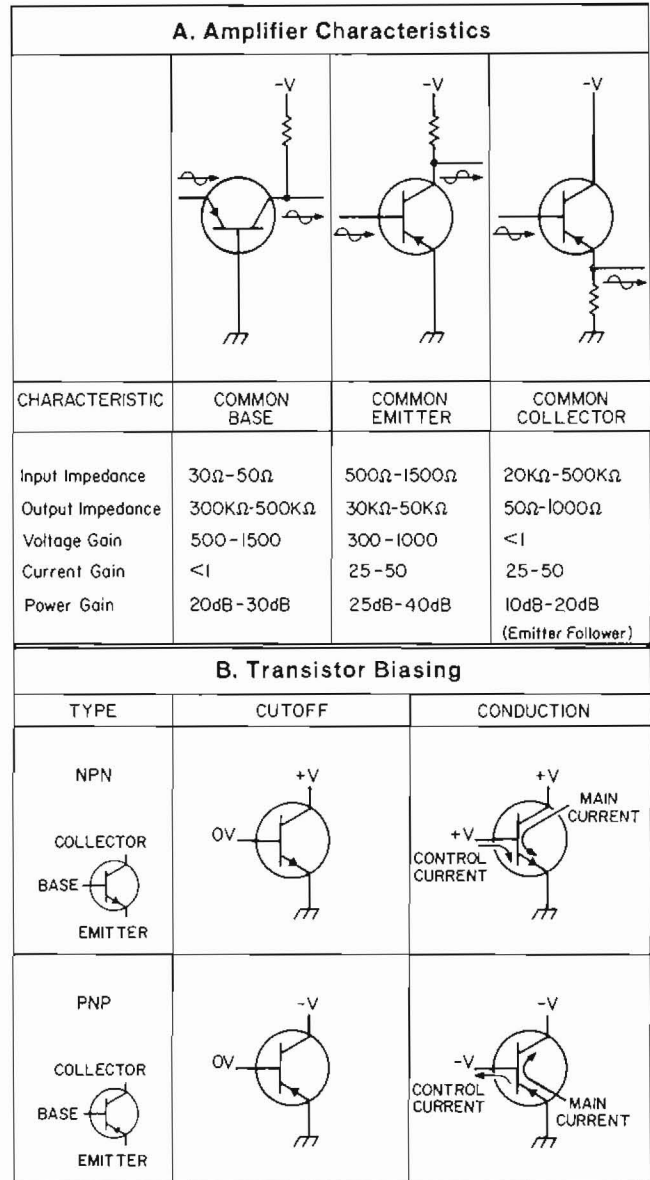 A. Amplifier Characteristics
-V
-V
-V
CHARACTERISTIC
COMMON
BASE
COMMON
EMITTER
COMMON
COLLECTOR
Input Impedance 30Ω-50Ω 500Ω-1500Ω 20KΩ-500KΩ
Output Impedance 300KΩ-500KΩ 30KΩ-50KΩ 50Ω-1000Ω
Voltage Gain 500-1500 300-1000 <1
Current Gain <1 25-50 25-50
Power Gain 20dB-30dB 25dB-40dB 10dB-20dB
(Emitter Follower)
B. Transistor Biasing
TYPE CUTOFF CONDUCTION
NPN
COLLECTOR
BASE
EMITTER
+V
OV
+V
MAIN
CURRENT
+V
CONTROL
CURRENT
PNP
COLLECTOR
BASE
EMITTER
-V
OV
-V
-V
CONTROL
CURRENT
MAIN
CURRENT